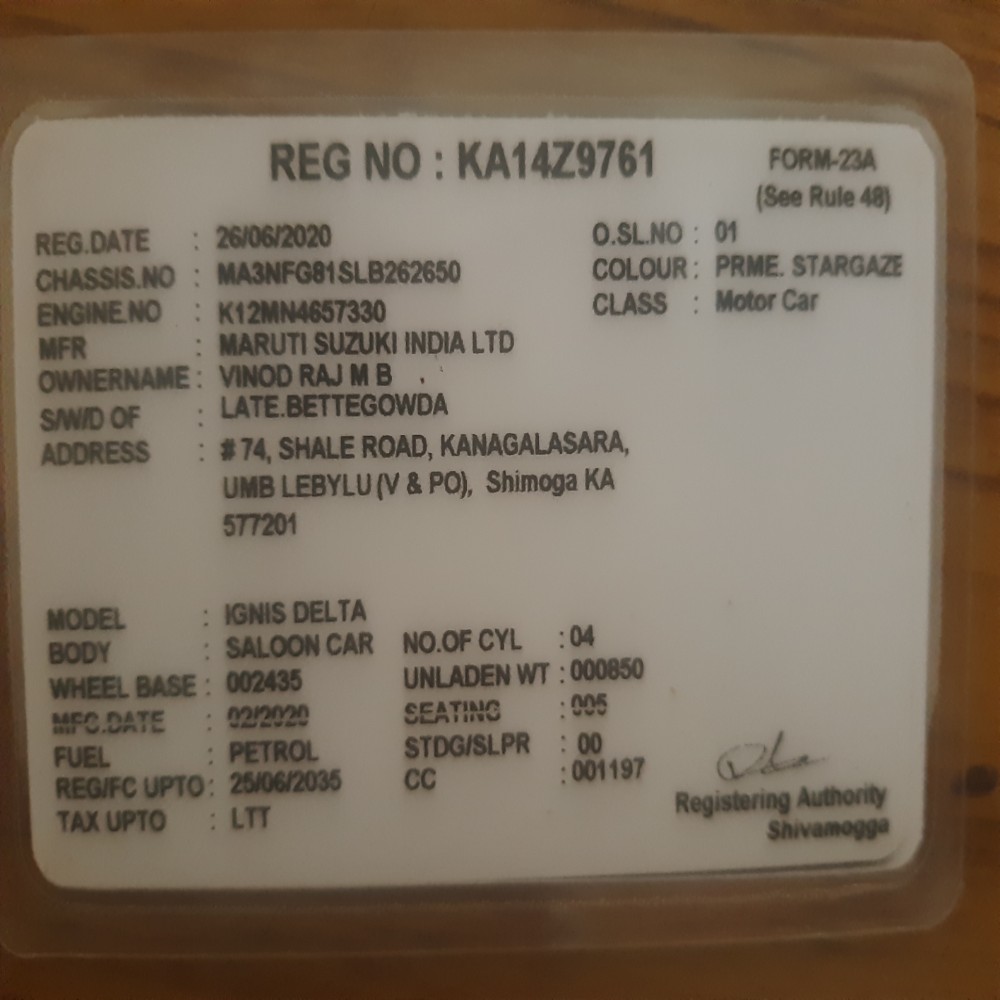 REG NO : KA14Z9761
FORM-23A
(See Rule 48)
REG.DATE : 26/06/2020 O.SL.NO : 01
CHASSIS.NO : MA3NFG81SLB262650 COLOUR : PRME. STARGAZE
ENGINE.NO : K12MN4657330 CLASS : Motor Car
MFR : MARUTI SUZUKI INDIA LTD
OWNERNAME : VINOD RAJ M B
S/W/D OF : LATE.BETTEGOWDA
ADDRESS : # 74, SHALE ROAD, KANAGALASARA,
UMB LEBYLU (V & PO), Shimoga KA
577201
MODEL : IGNIS DELTA
BODY : SALOON CAR NO.OF CYL : 04
WHEEL BASE : 002435 UNLADEN WT : 000850
MFG.DATE : 02/2020 SEATING : 005
FUEL : PETROL STDG/SLPR : 00
REG/FC UPTO : 25/06/2035 CC : 001197
TAX UPTO : LTT
Registering Authority
Shivamogga